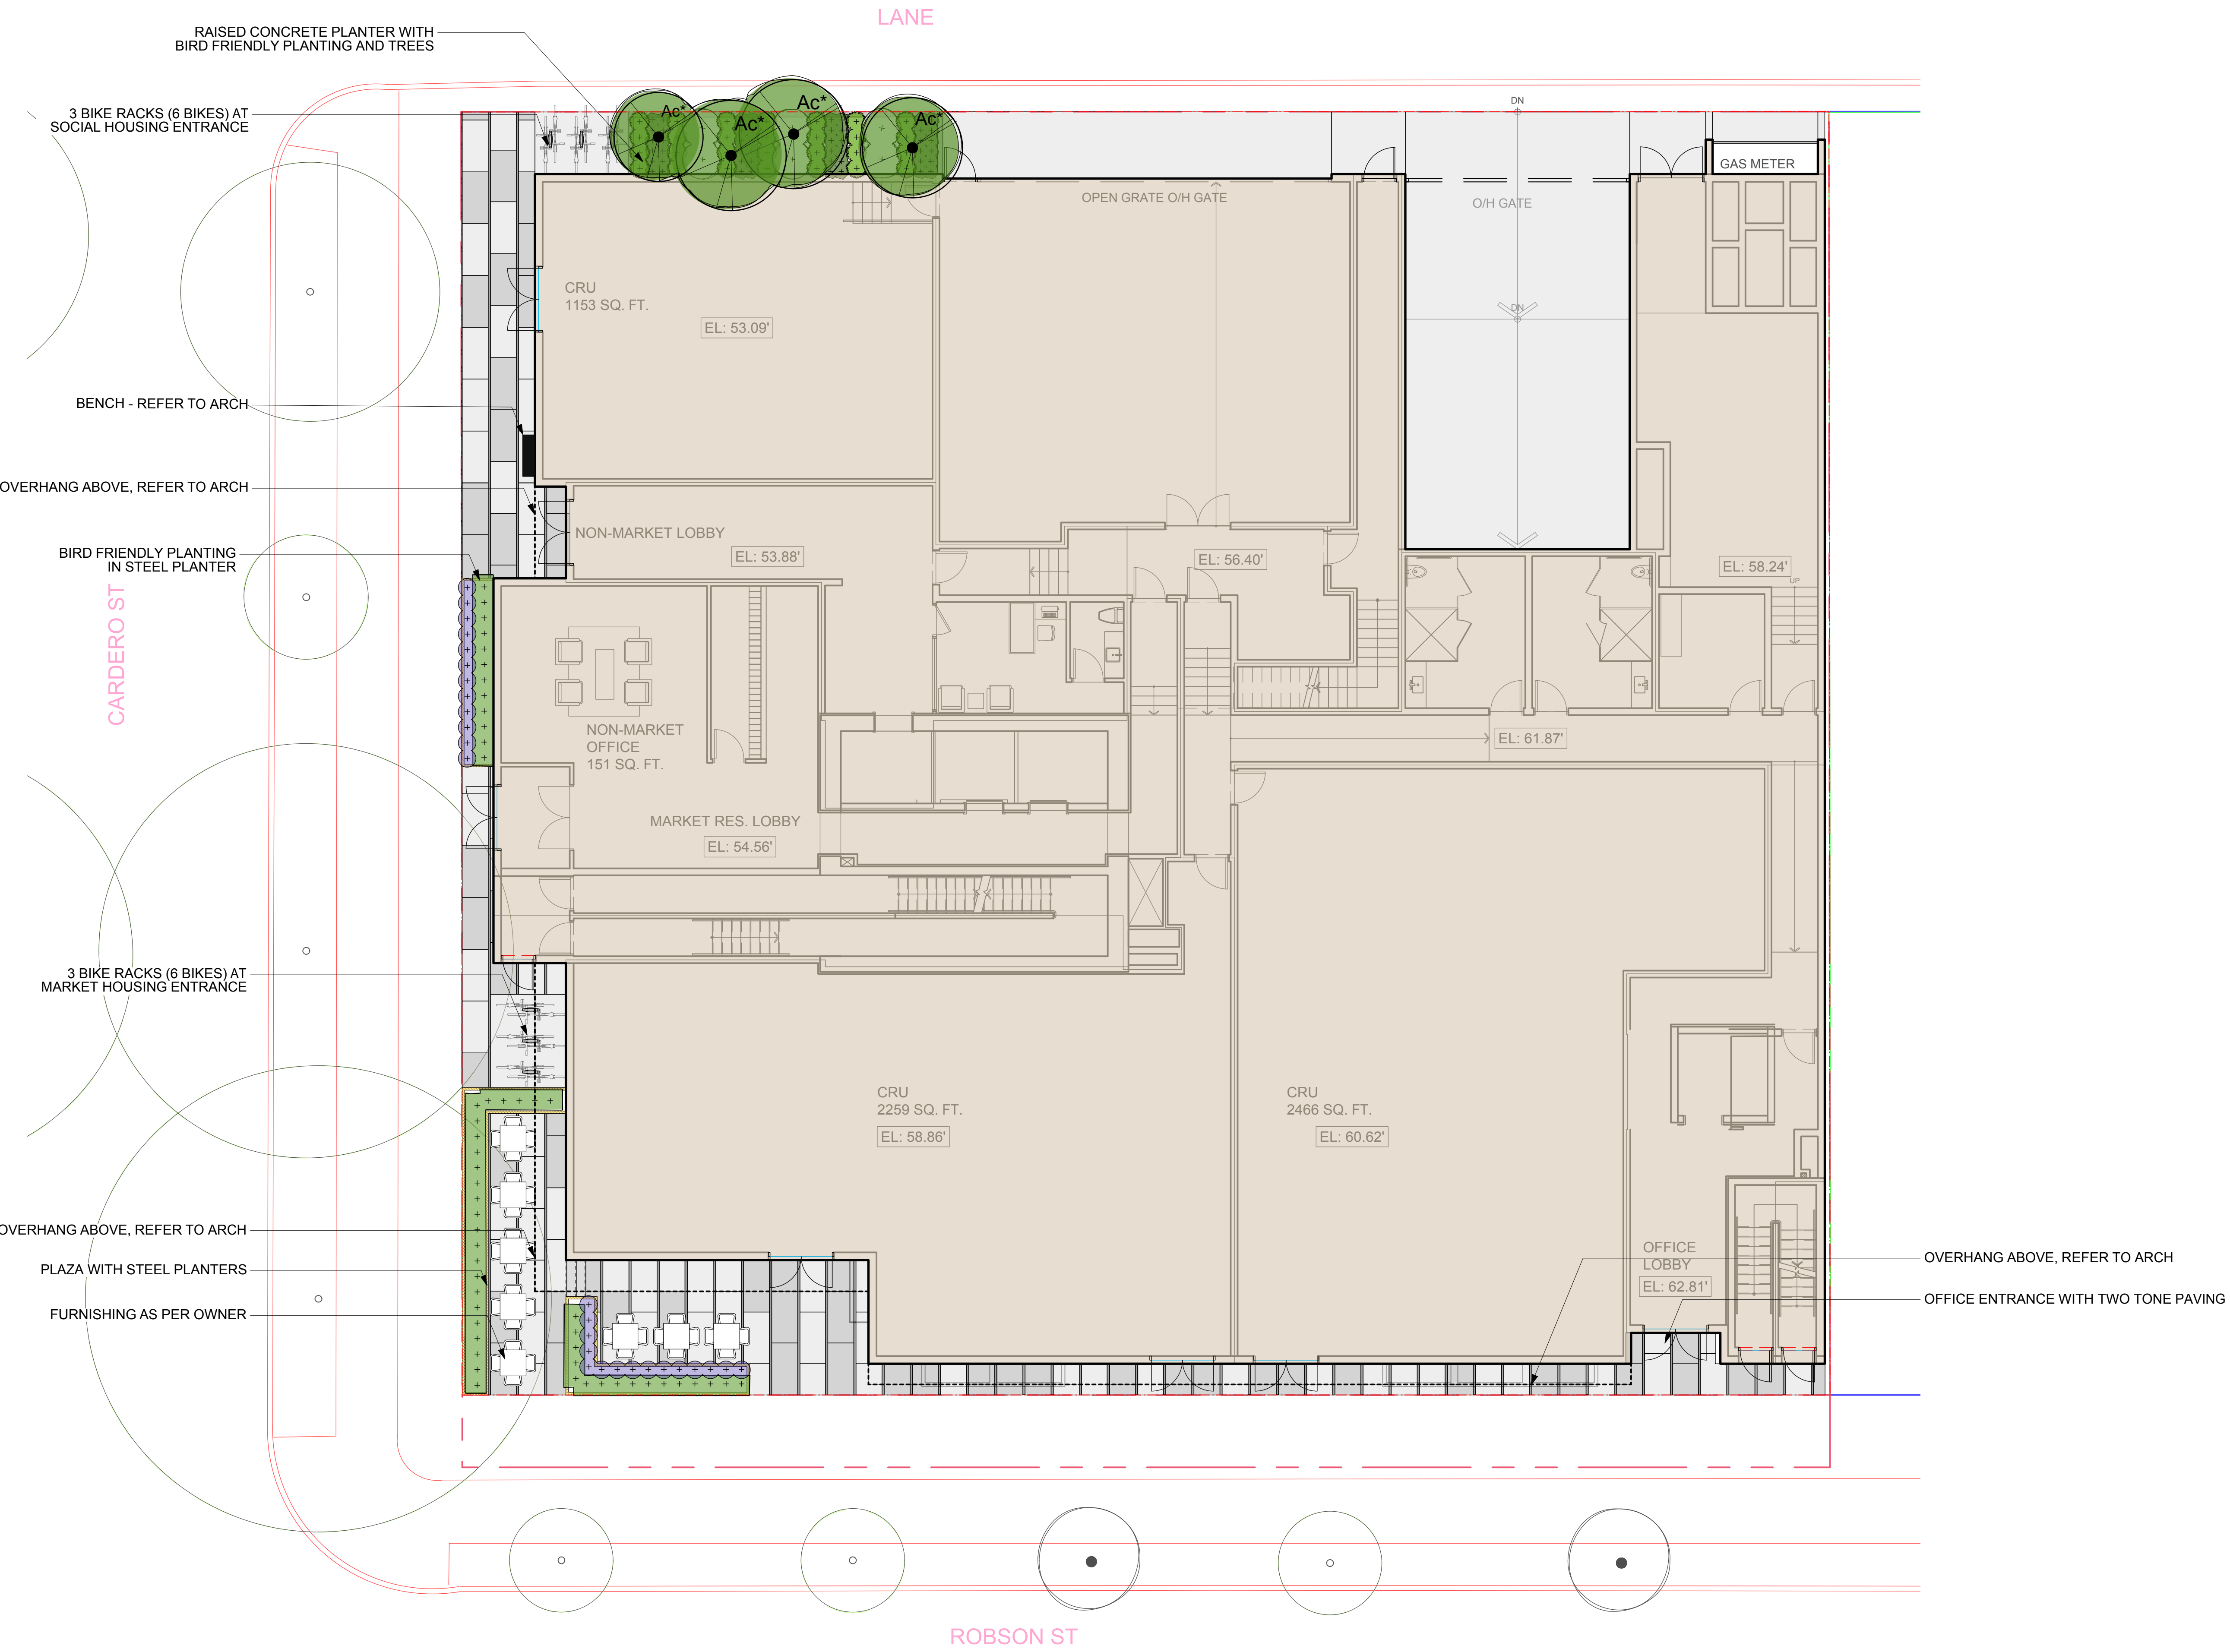 LANE
RAISED CONCRETE PLANTER WITH
BIRD FRIENDLY PLANTING AND TREES
3 BIKE RACKS (6 BIKES) AT
SOCIAL HOUSING ENTRANCE
Ac*
Ac*
Ac*
Ac*
DN
GAS METER
OPEN GRATE O/H GATE
O/H GATE
CRU
1153 SQ. FT.
EL: 53.09'
DN
BENCH - REFER TO ARCH
OVERHANG ABOVE, REFER TO ARCH
NON-MARKET LOBBY
EL: 53.88'
EL: 56.40'
EL: 58.24'
UP
BIRD FRIENDLY PLANTING
IN STEEL PLANTER
CARDERO ST
NON-MARKET
OFFICE
151 SQ. FT.
EL: 61.87'
MARKET RES. LOBBY
EL: 54.56'
3 BIKE RACKS (6 BIKES) AT
MARKET HOUSING ENTRANCE
CRU
2259 SQ. FT.
EL: 58.86'
CRU
2466 SQ. FT.
EL: 60.62'
OVERHANG ABOVE, REFER TO ARCH
PLAZA WITH STEEL PLANTERS
FURNISHING AS PER OWNER
OFFICE
LOBBY
EL: 62.81'
OVERHANG ABOVE, REFER TO ARCH
OFFICE ENTRANCE WITH TWO TONE PAVING
ROBSON ST